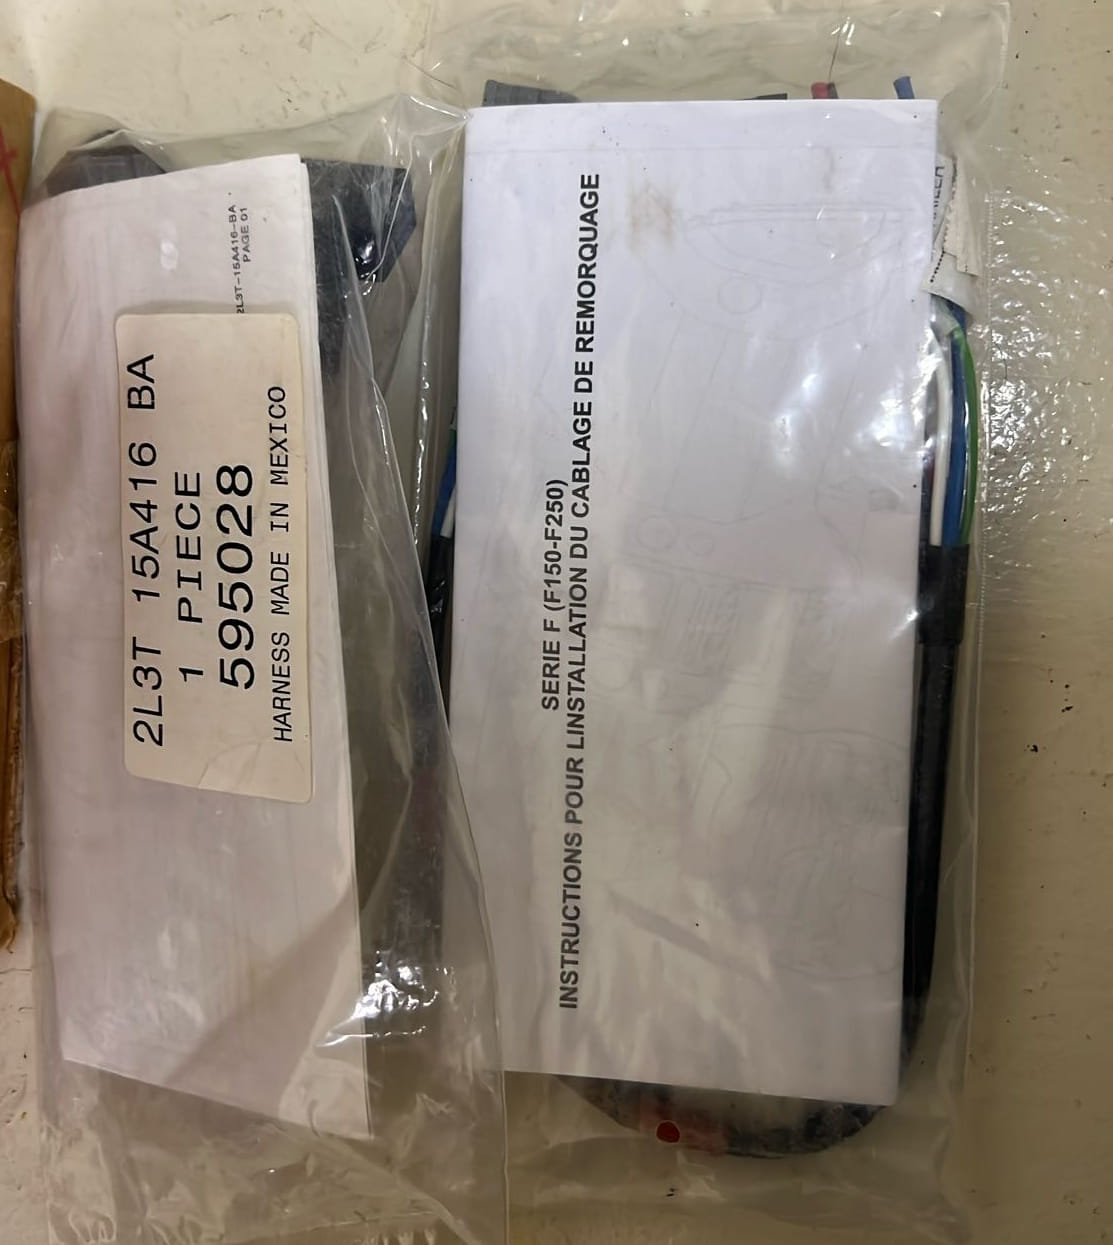 2L3T-15A416-BA
PAGE 01
2L3T 15A416 BA
1 PIECE
595028
HARNESS MADE IN MEXICO
SERIE F (F150-F250)
INSTRUCTIONS POUR LINSTALLATION DU CABLAGE DE REMORQUAGE